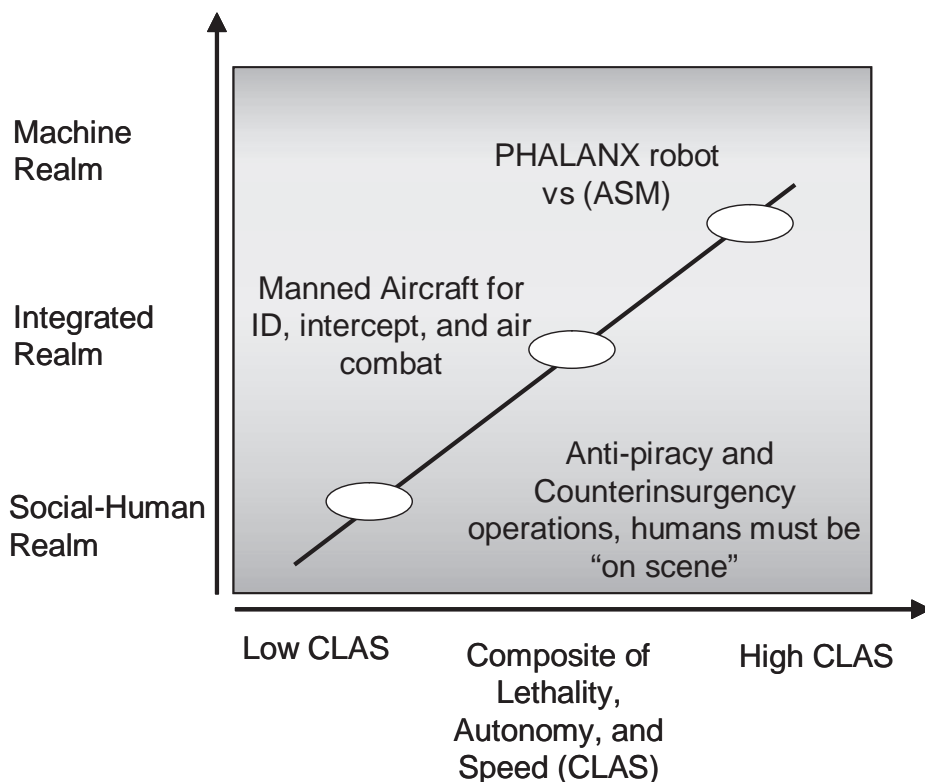 Machine
Realm
PHALANX robot
vs (ASM)
Manned Aircraft for
ID, intercept, and air
combat
Integrated
Realm
Anti-piracy and
Counterinsurgency
operations, humans must be
“on scene”
Social-Human
Realm
Low CLAS
Composite of
Lethality,
Autonomy, and
Speed (CLAS)
High CLAS